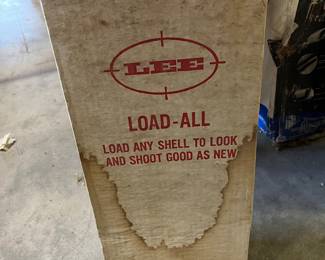 LEE
LOAD-ALL
LOAD ANY SHELL TO LOOK
AND SHOOT GOOD AS NEW